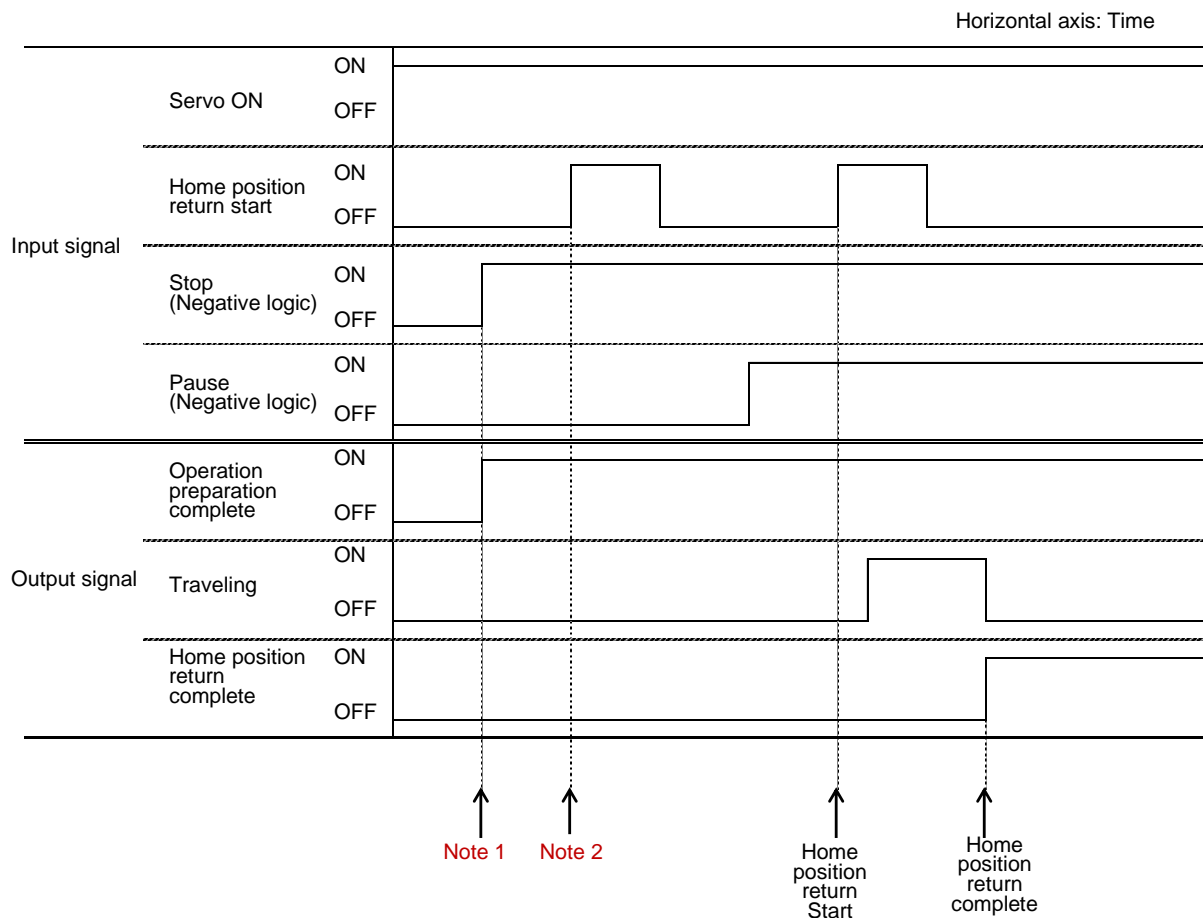 Horizontal axis: Time
Input signal
Servo ON
ON
OFF
Home position
return start
ON
OFF
Stop
(Negative logic)
ON
OFF
Pause
(Negative logic)
ON
OFF
Output signal
Operation
preparation
complete
ON
OFF
Traveling
ON
OFF
Home position
return
complete
ON
OFF
Note 1
Note 2
Home
position
return
Start
Home
position
return
complete